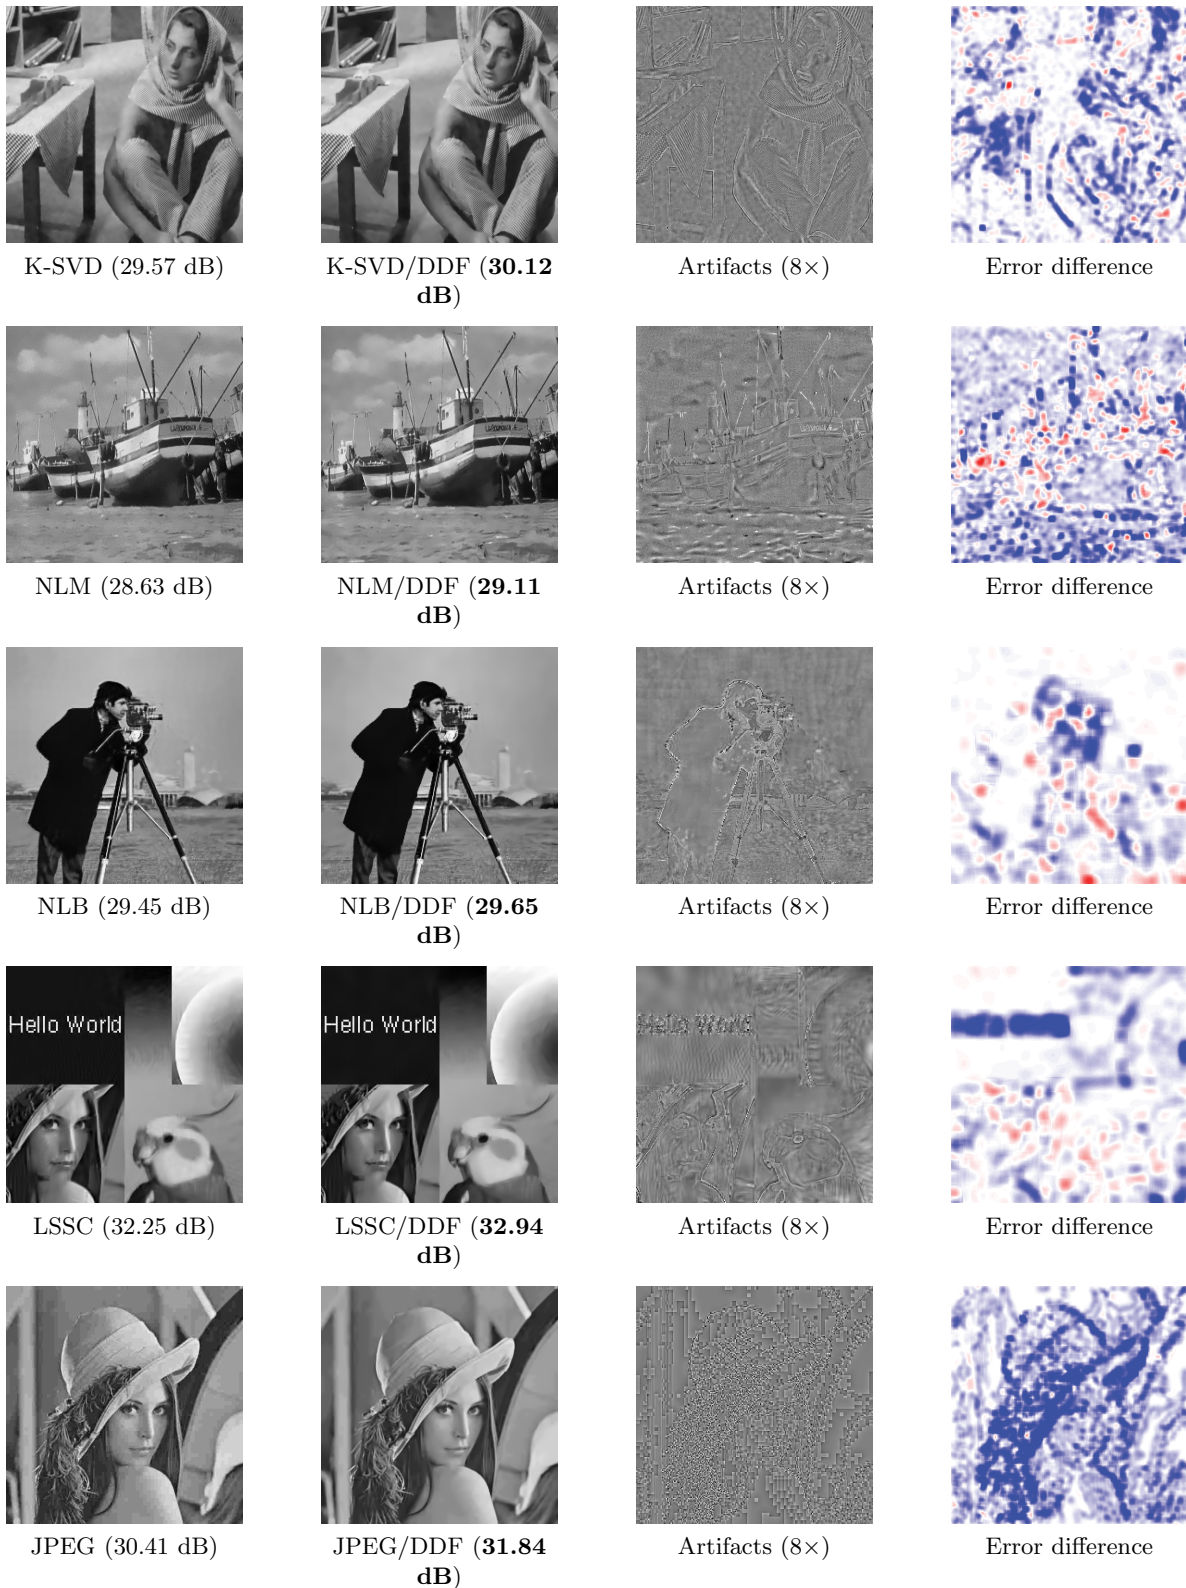 K-SVD (29.57 dB)
K-SVD/DDF (30.12
dB)
Artifacts (8×)
Error difference
NLM (28.63 dB)
NLM/DDF (29.11
dB)
Artifacts (8×)
Error difference
NLB (29.45 dB)
NLB/DDF (29.65
dB)
Artifacts (8×)
Error difference
Hello World
Hello World
Hello World
LSSC (32.25 dB)
LSSC/DDF (32.94
dB)
Artifacts (8×)
Error difference
JPEG (30.41 dB)
JPEG/DDF (31.84
dB)
Artifacts (8×)
Error difference